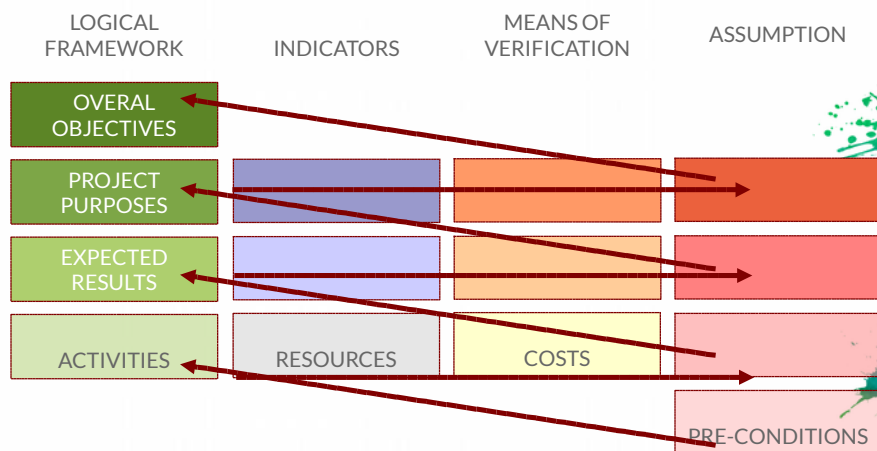 LOGICAL
FRAMEWORK
INDICATORS
MEANS OF
VERIFICATION
ASSUMPTION
OVERAL
OBJECTIVES
PROJECT
PURPOSES
EXPECTED
RESULTS
ACTIVITIES
RESOURCES
COSTS
PRE-CONDITIONS